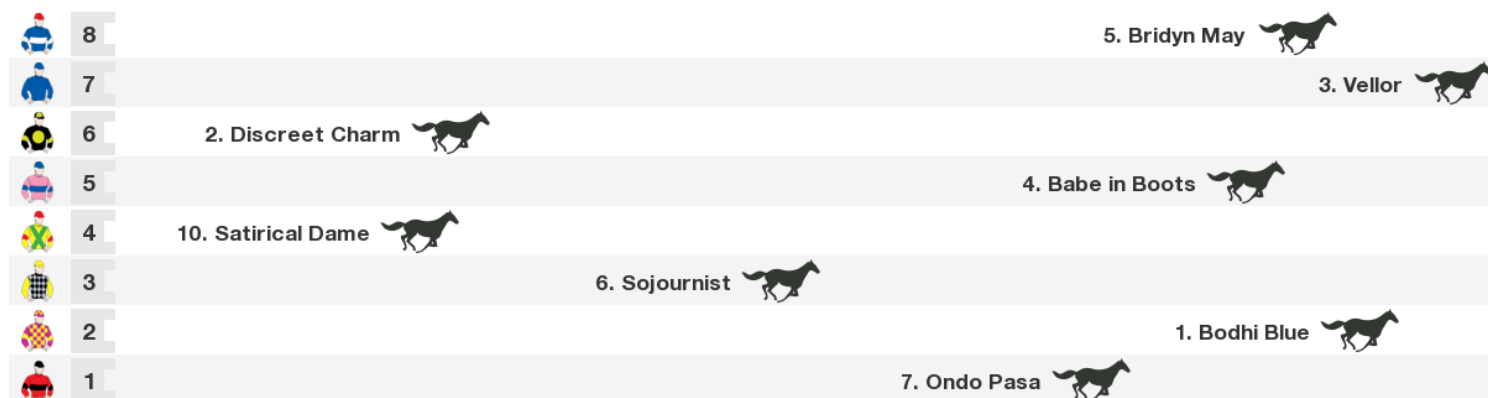 8 5. Bridyn May
7 3. Vellor
6 2. Discreet Charm
5 4. Babe in Boots
4 10. Satirical Dame
3 6. Sojournist
2 1. Bodhi Blue
1 7. Ondo Pasa